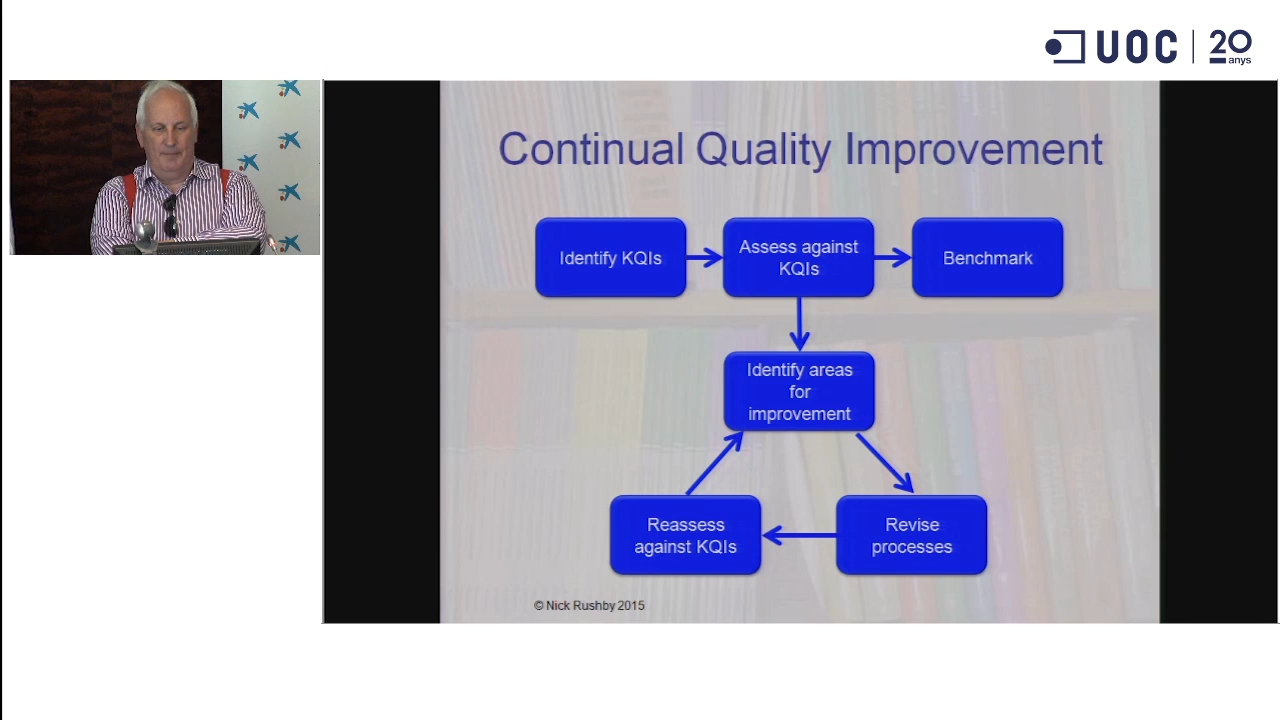 UOC
20
anys
Continual Quality Improvement
Identify KQIs
Assess against
KQIs
Benchmark
Identify areas
for
improvement
Reassess
against KQIs
Revise
processes
© Nick Rushby 2015